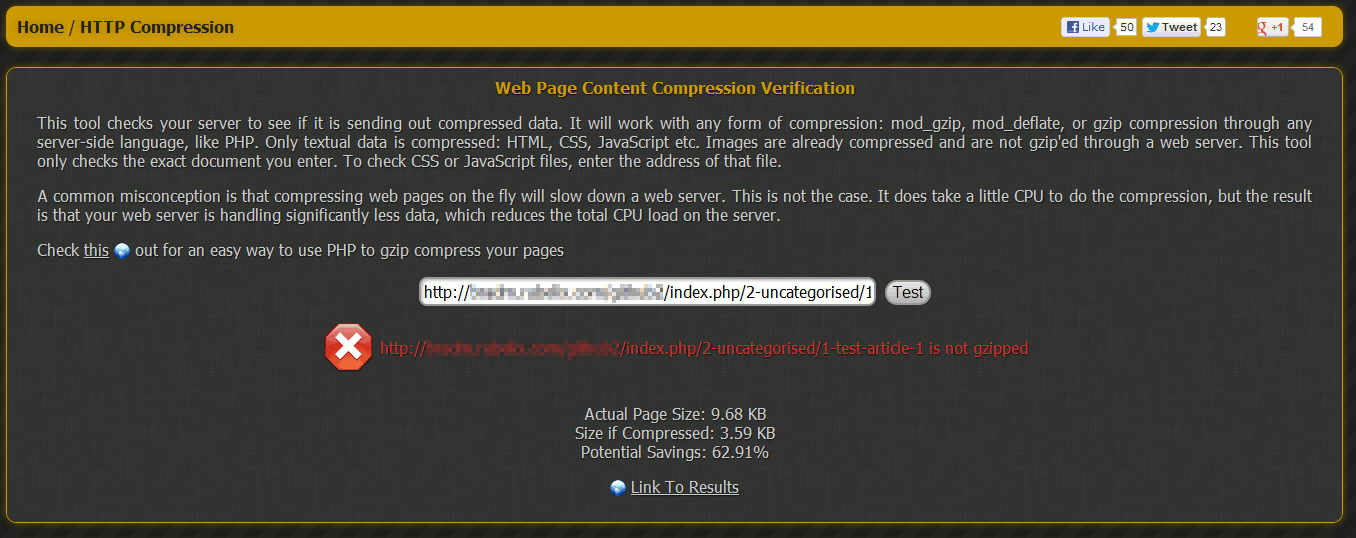 Home / HTTP Compression
Like 50 Tweet 23 g +1 54
Web Page Content Compression Verification
This tool checks your server to see if it is sending out compressed data. It will work with any form of compression: mod_gzip, mod_deflate, or gzip compression through any
server-side language, like PHP. Only textual data is compressed: HTML, CSS, JavaScript etc. Images are already compressed and are not gzip'ed through a web server. This tool
only checks the exact document you enter. To check CSS or JavaScript files, enter the address of that file.
A common misconception is that compressing web pages on the fly will slow down a web server. This is not the case. It does take a little CPU to do the compression, but the result
is that your web server is handling significantly less data, which reduces the total CPU load on the server.
Check this out for an easy way to use PHP to gzip compress your pages
http:// /index.php/2-uncategorised/1 Test
http:// /index.php/2-uncategorised/1-test-article-1 is not gzipped
Actual Page Size: 9.68 KB
Size if Compressed: 3.59 KB
Potential Savings: 62.91%
Link To Results